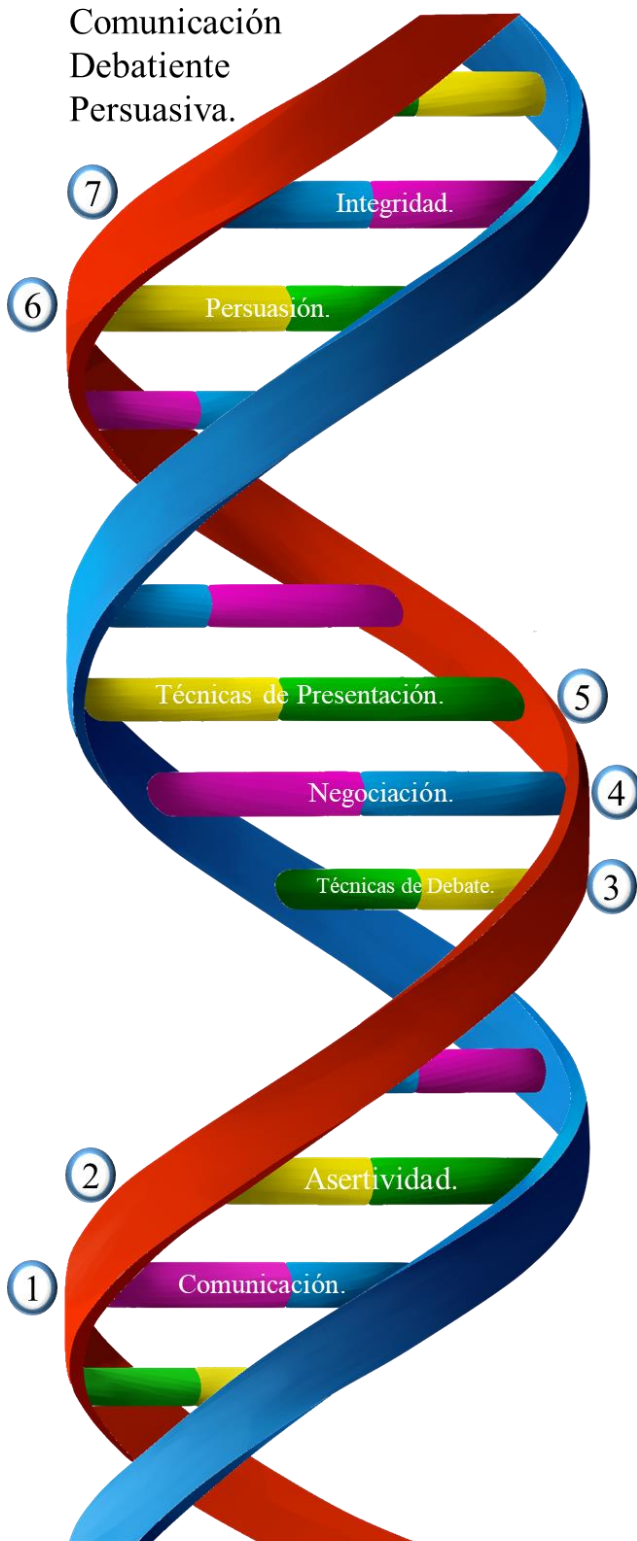 Comunicación
Debatiente
Persuasiva.
7
Integridad.
6
Persuasión.
Técnicas de Presentación.
5
Negociación.
4
Técnicas de Debate.
3
2
Asertividad.
1
Comunicación.